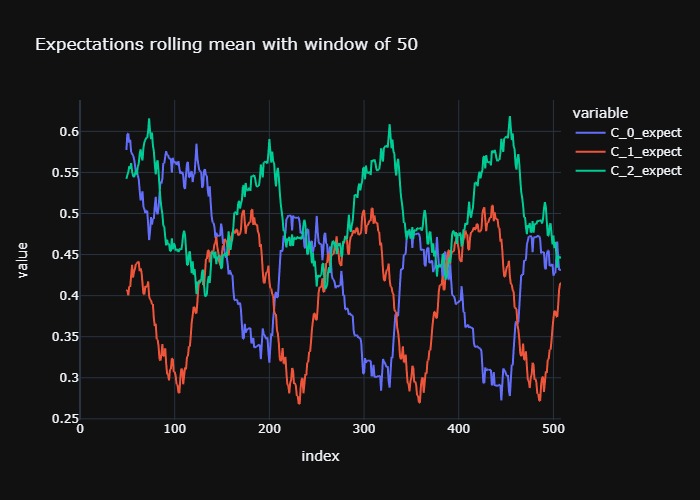 Expectations rolling mean with window of 50
variable
C_0_expect
C_1_expect
C_2_expect
0.6
0.55
0.5
0.45
0.4
0.35
0.3
0.25
value
0 100 200 300 400 500
index